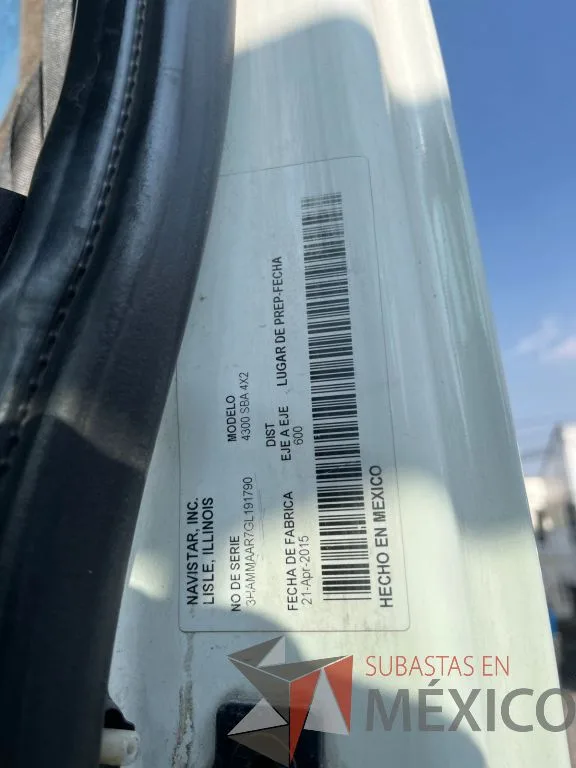 NAVISTAR, INC.
LISLE, ILLINOIS
NO DE SERIE MODELO
3HAMMAAR7GL191790 4300 SBA 4X2
FECHA DE FABRICA DIST EJE A EJE LUGAR DE PREP-FECHA
21-Apr-2015 600
HECHO EN MEXICO
SUBASTAS EN
MÉXICO